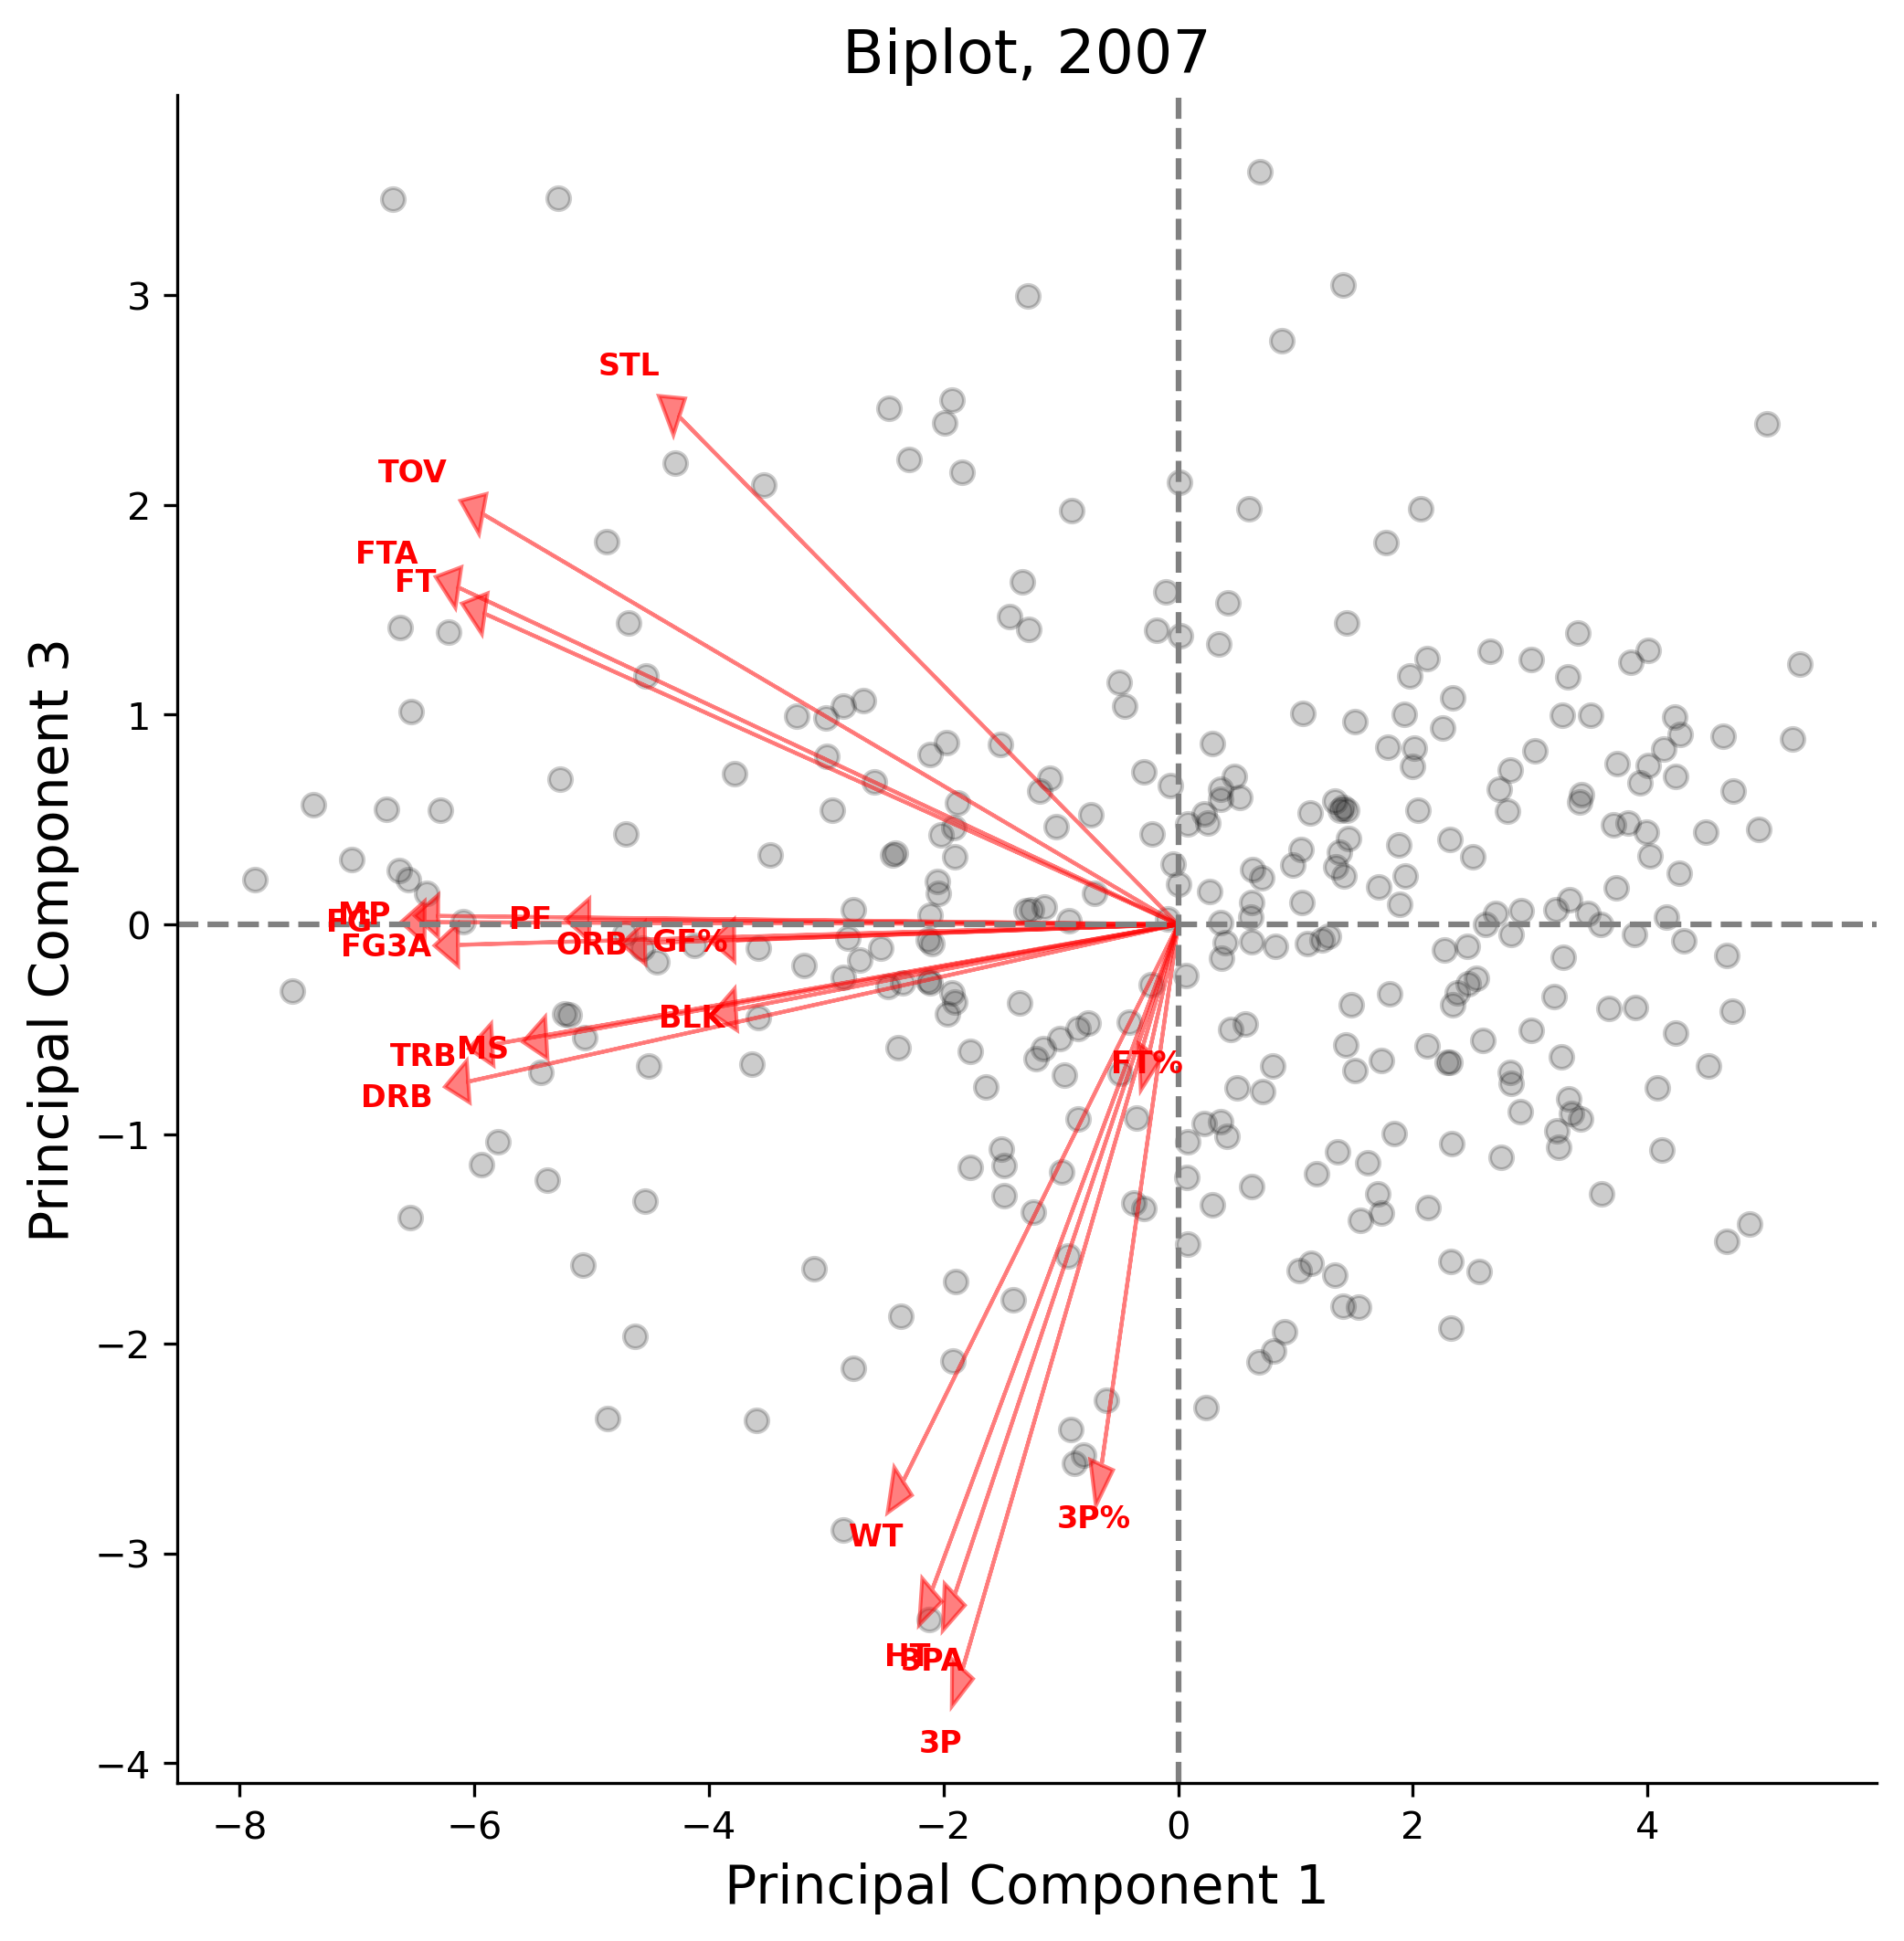 Biplot, 2007
Principal Component 3
3
2
1
0
−1
−2
−3
−4
STL
TOV
FTA
FT
MP
FG
PF
FG3A
ORB
GF%
BLK
TRB
MS
DRB
FT%
3P%
WT
HT
3PA
3P
−8
−6
−4
−2
0
2
4
Principal Component 1